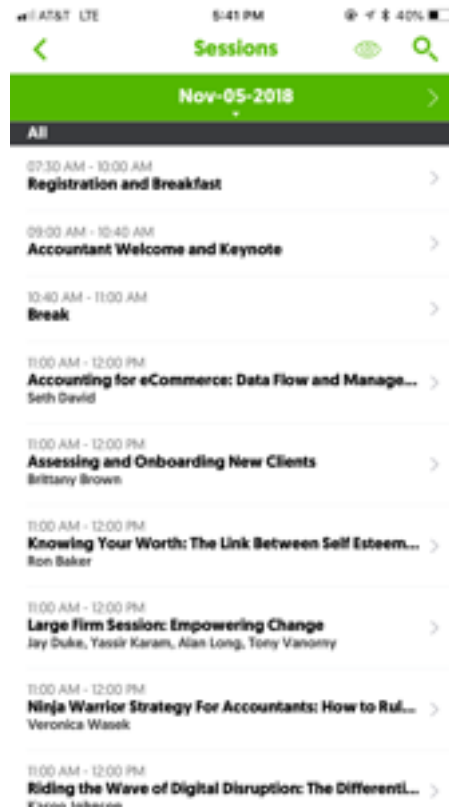 AT&T LTE 5:41 PM 40%
Sessions
Nov-05-2018
All
07:30 AM - 10:00 AM
Registration and Breakfast
09:00 AM - 10:40 AM
Accountant Welcome and Keynote
10:40 AM - 11:00 AM
Break
11:00 AM - 12:00 PM
Accounting for eCommerce: Data Flow and Manage...
Seth David
11:00 AM - 12:00 PM
Assessing and Onboarding New Clients
Brittany Brown
11:00 AM - 12:00 PM
Knowing Your Worth: The Link Between Self Esteem...
Ron Baker
11:00 AM - 12:00 PM
Large Firm Session: Empowering Change
Jay Duke, Yassir Karam, Alan Long, Tony Vanorny
11:00 AM - 12:00 PM
Ninja Warrior Strategy For Accountants: How to Rul...
Veronica Wasek
11:00 AM - 12:00 PM
Riding the Wave of Digital Disruption: The Differenti...
Johnson